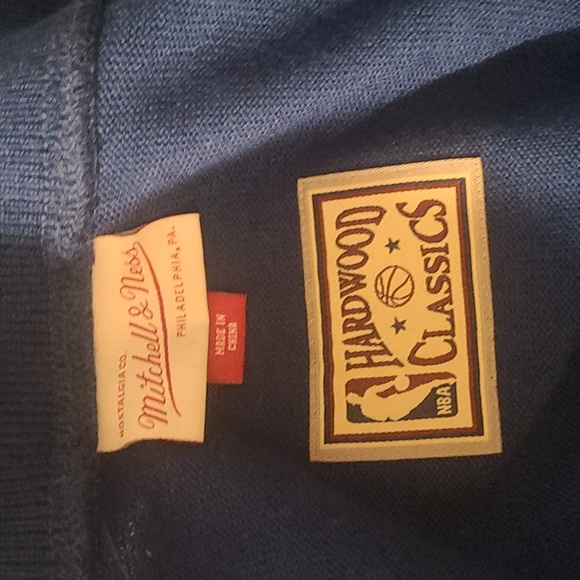 NOSTALGIA CO.
Mitchell & Ness
PHILADELPHIA, PA.
MADE IN
CHINA
HARDWOOD
CLASSICS
NBA